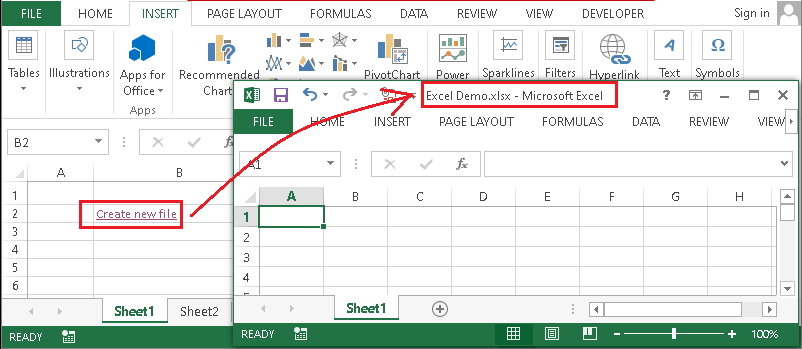 FILE HOME INSERT PAGE LAYOUT FORMULAS DATA REVIEW VIEW DEVELOPER Sign in
Tables Illustrations Apps for Office Recommended Chart PivotChart Power Sparklines Filters Hyperlink Text Symbols
Excel Demo.xlsx - Microsoft Excel ?
FILE HOME INSERT PAGE LAYOUT FORMULAS DATA REVIEW VIEW
B2 fx
A1 fx
A B
1
2 Create new file
3
4
5
A B C D E F G H
1
2
3
4
5
Sheet1 Sheet2
Sheet1
READY
READY 100%